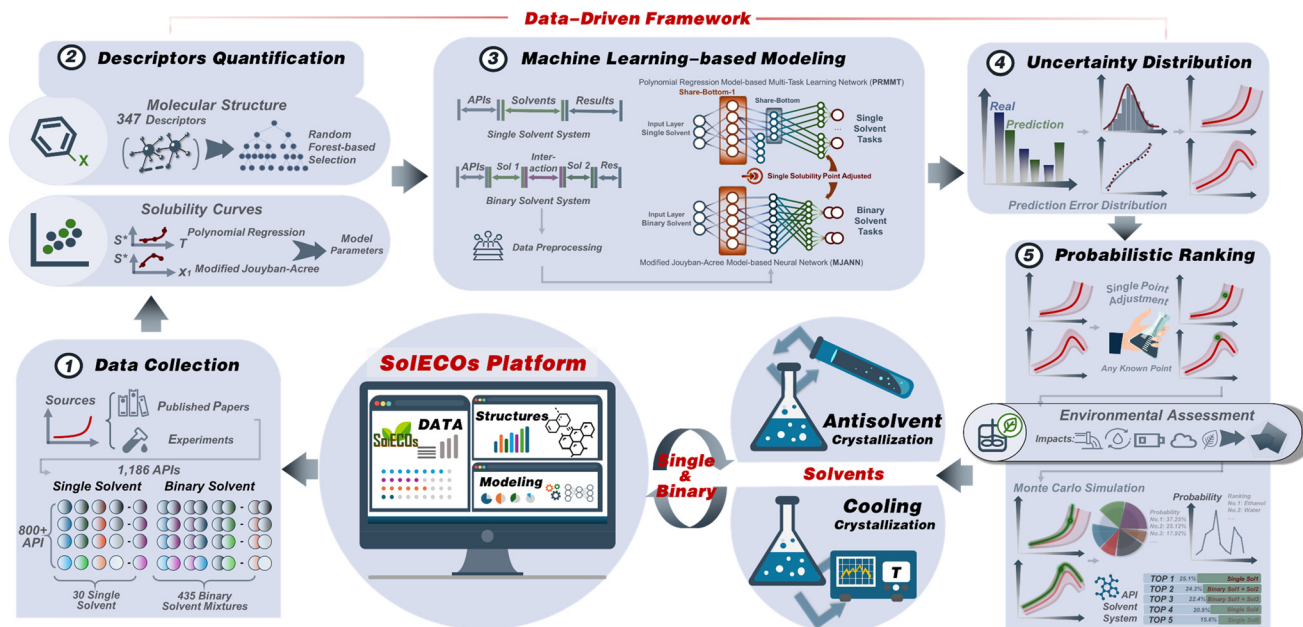 Data-Driven Framework
2 Descriptors Quantification
Molecular Structure
347 Descriptors
Random
Forest-based
Selection
X
Solubility Curves
S*
T
Polynomial Regression
S*
x1
Modified Jouyban-Acree
Model
Parameters
3 Machine Learning-based Modeling
APIs Solvents Results
Single Solvent System
APIs Sol 1 Inter-
action Sol 2 Res.
Binary Solvent System
Data Preprocessing
Polynomial Regression Model-based Multi-Task Learning Network (PRMMT)
Share-Bottom-1
Share-Bottom
Input Layer
Single Solvent
Single
Solvent
Tasks
...
Single Solubility Point Adjusted
Input Layer
Binary Solvent
Binary
Solvent
Tasks
Modified Jouyban-Acree Model-based Neural Network (MJANN)
4 Uncertainty Distribution
Real
Prediction
Prediction Error Distribution
5 Probabilistic Ranking
Single Point
Adjustment
Any Known Point
Environmental Assessment
Impacts:
Monte Carlo Simulation
Probability
No.1: 37.25%
No.2: 25.12%
No.3: 17.92%
......
Probability
Ranking
No.1: Ethanol
No.3: Water
....
API
Solvent
System
TOP 1 25.1% Single Sol1
TOP 2 24.3% Binary Sol1 + Sol2
TOP 3 22.4% Binary Sol1 + Sol3
TOP 4 20.8% Single Sol4
TOP 5 15.6% Single Sol5
1 Data Collection
Sources
Published Papers
Experiments
1,186 APIs
Single Solvent Binary Solvent
800+
API
30 Single
Solvent
435 Binary
Solvent Mixtures
SolECOs Platform
SolECOs
DATA
Structures
Modeling
Single
&
Binary
Antisolvent
Crystallization
Solvents
Cooling
Crystallization
T